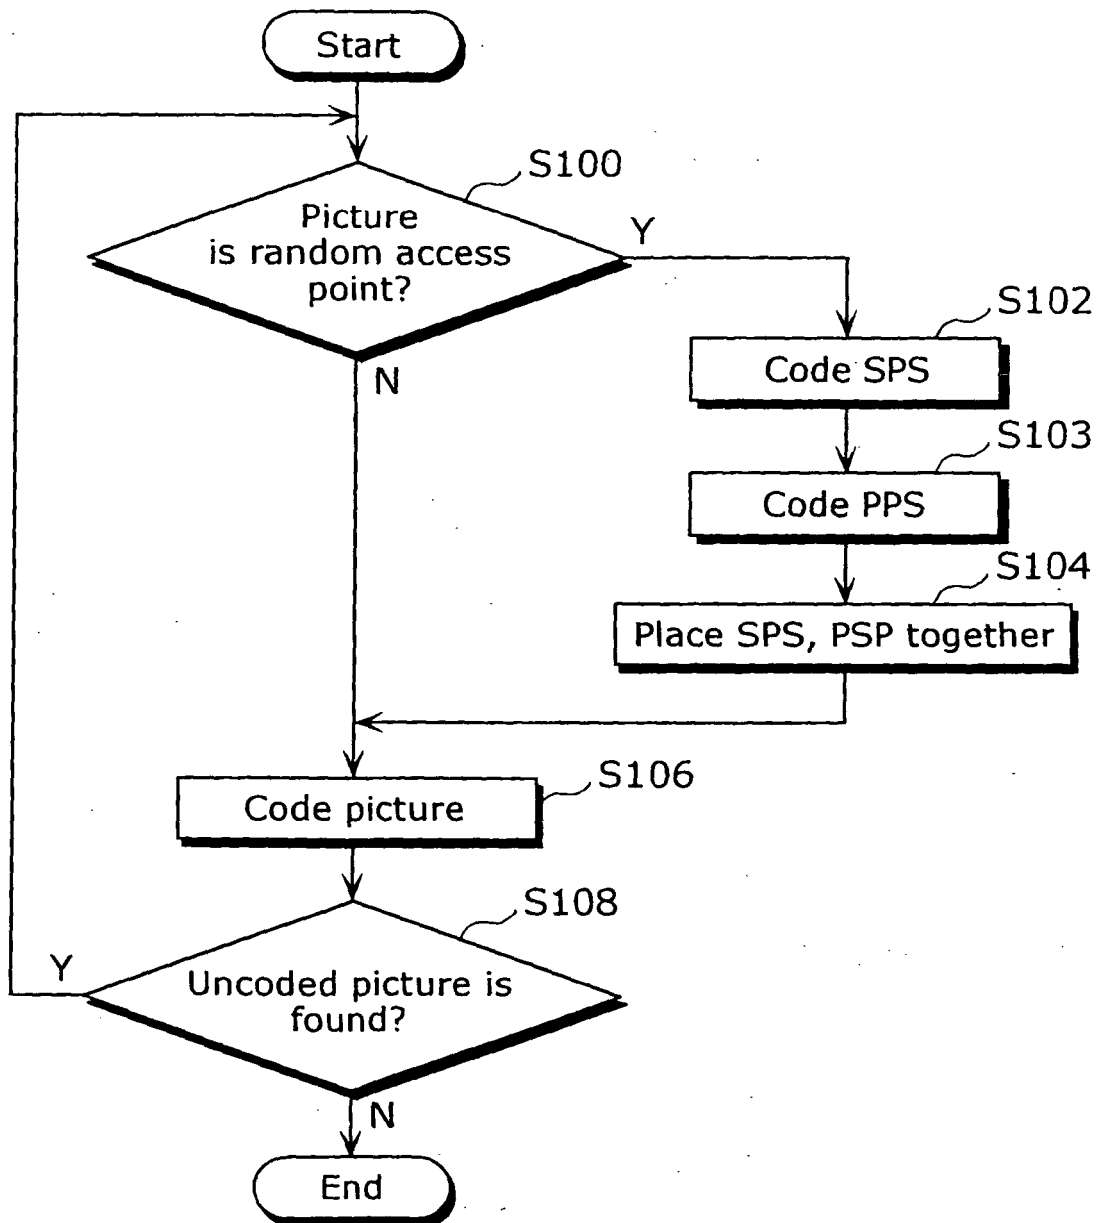 Start
S100
Picture
is random access
point?
Y
N
S102
Code SPS
S103
Code PPS
S104
Place SPS, PSP together
S106
Code picture
S108
Uncoded picture is
found?
Y
N
End